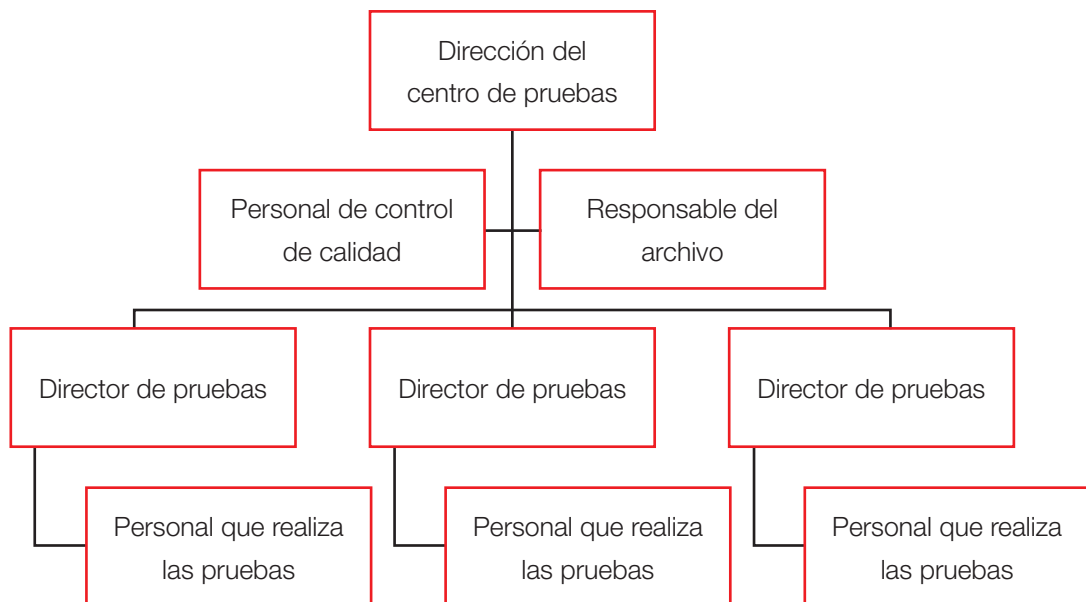 Dirección del
centro de pruebas
Personal de control
de calidad
Responsable del
archivo
Director de pruebas
Director de pruebas
Director de pruebas
Personal que realiza
las pruebas
Personal que realiza
las pruebas
Personal que realiza
las pruebas